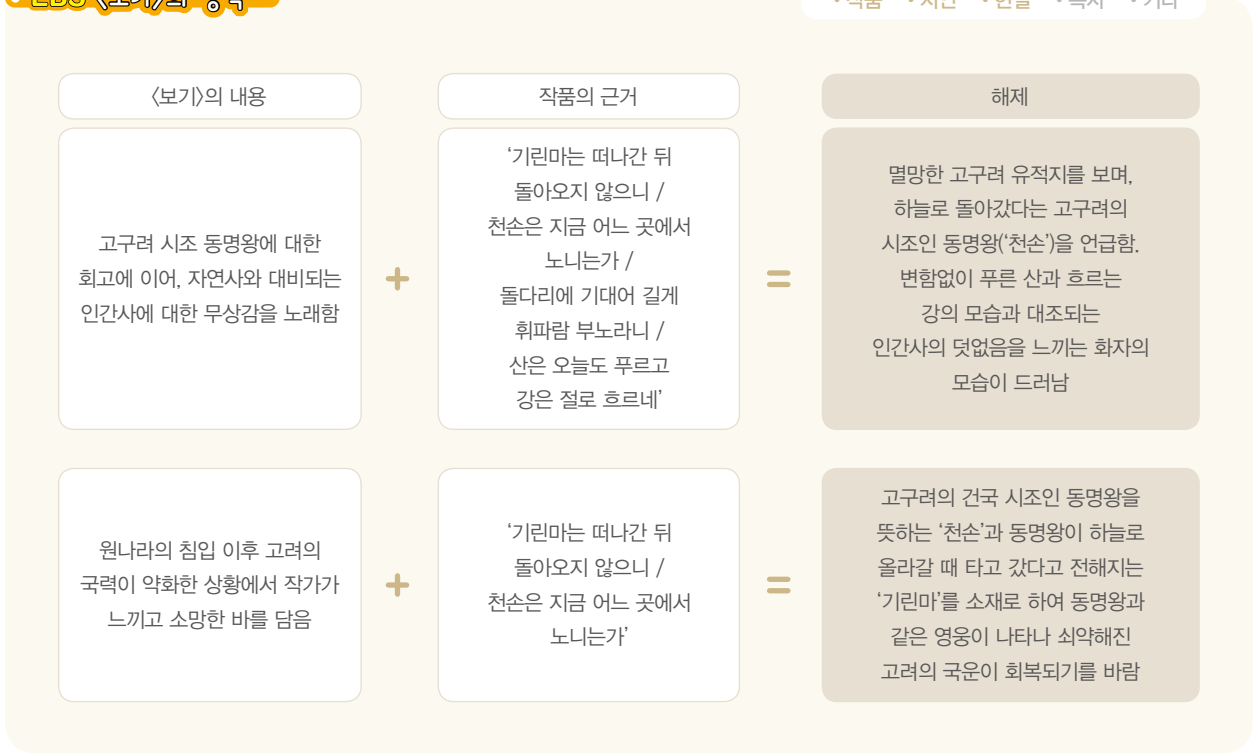 〈보기〉의 내용
작품의 근거
해제
고구려 시조 동명왕에 대한
회고에 이어, 자연사와 대비되는
인간사에 대한 무상감을 노래함
+
‘기린마는 떠나간 뒤
돌아오지 않으니 /
천손은 지금 어느 곳에서
노니는가 /
돌다리에 기대어 길게
휘파람 부노라니 /
산은 오늘도 푸르고
강은 절로 흐르네’
=
멸망한 고구려 유적지를 보며,
하늘로 돌아갔다는 고구려의
시조인 동명왕(‘천손’)을 언급함.
변함없이 푸른 산과 흐르는
강의 모습과 대조되는
인간사의 덧없음을 느끼는 화자의
모습이 드러남
원나라의 침입 이후 고려의
국력이 약화한 상황에서 작가가
느끼고 소망한 바를 담음
+
‘기린마는 떠나간 뒤
돌아오지 않으니 /
천손은 지금 어느 곳에서
노니는가’
=
고구려의 건국 시조인 동명왕을
뜻하는 ‘천손’과 동명왕이 하늘로
올라갈 때 타고 갔다고 전해지는
‘기린마’를 소재로 하여 동명왕과
같은 영웅이 나타나 쇠약해진
고려의 국운이 회복되기를 바람